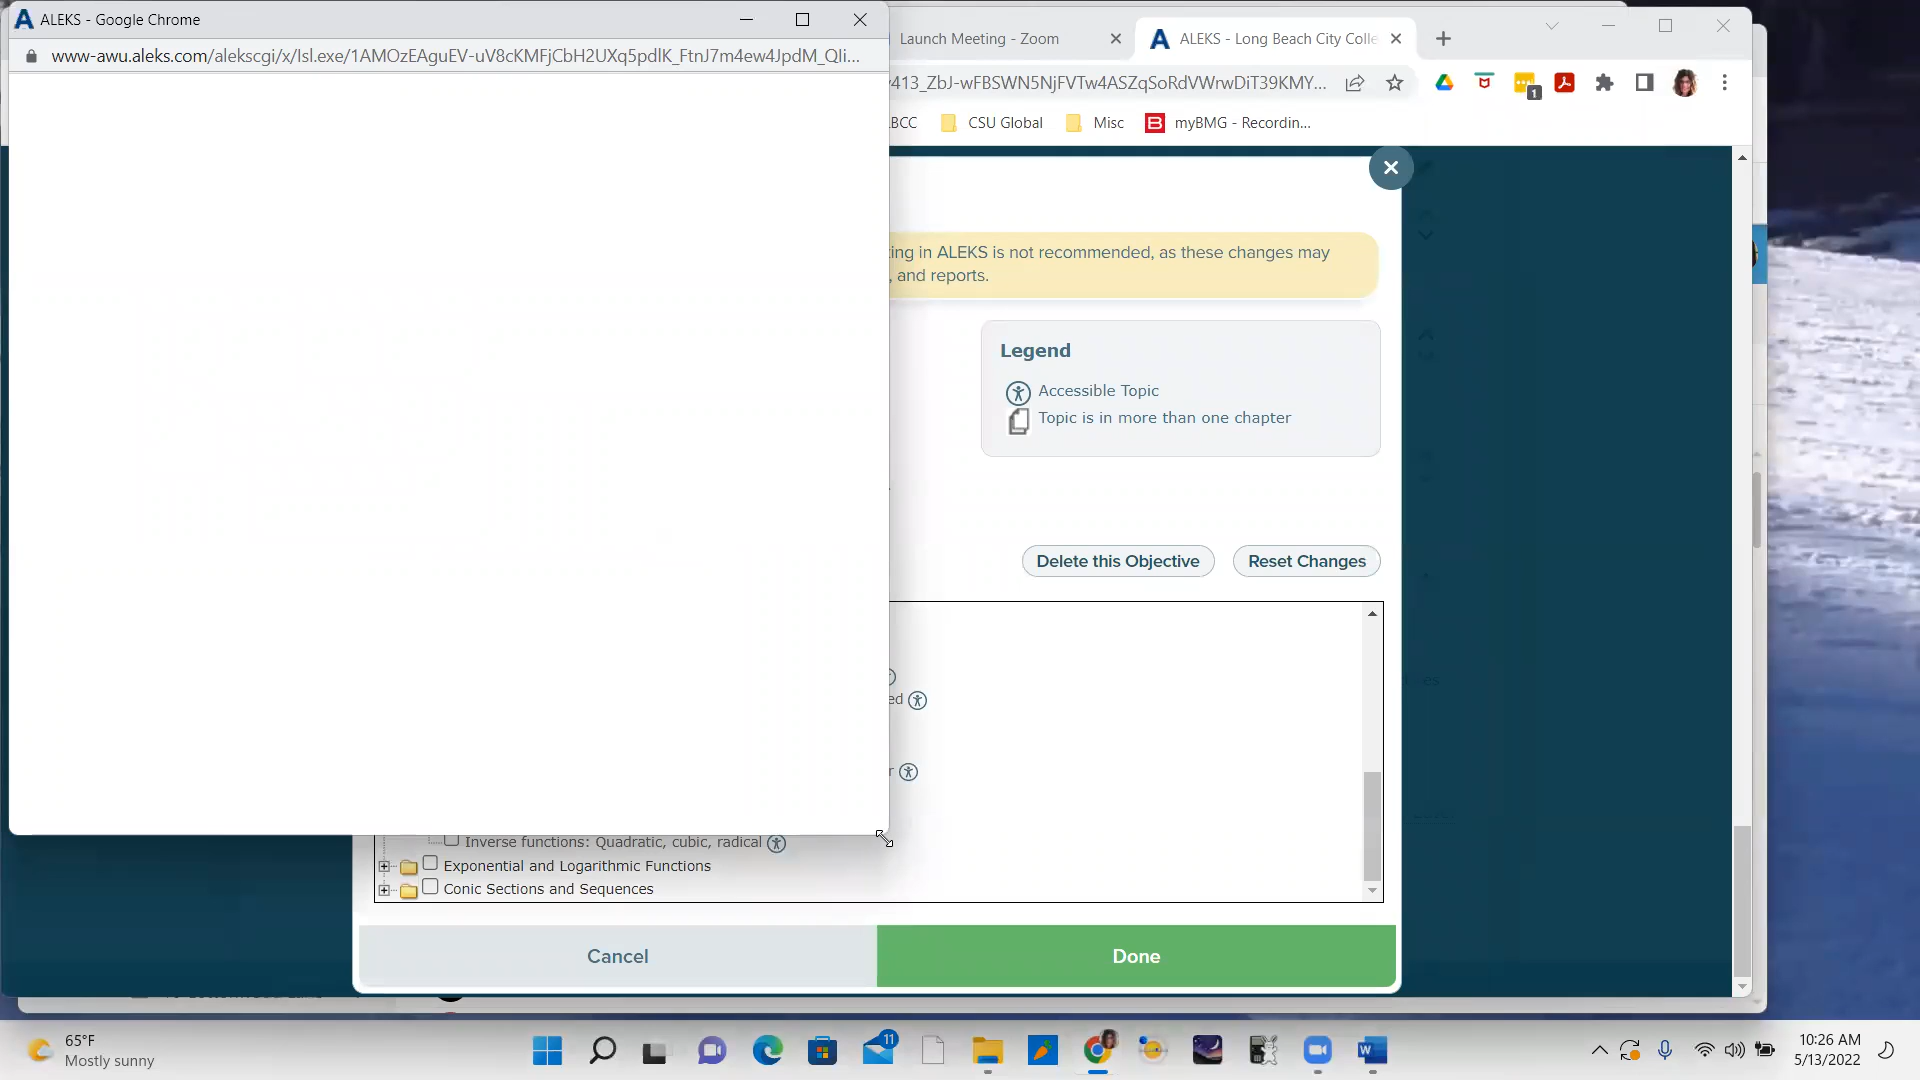 ALEKS - Google Chrome
www-awu.aleks.com/alekscgi/x/Isl.exe/1AMOzEAguEV-uV8cKMFjCbH2UXq5pdlK_FtnJ7m4ew4JpdM_QIi...
Launch Meeting - Zoom
ALEKS - Long Beach City Colle
413_ZbJ-wFBSWN5NjFVTw4ASZqSoRdVWrwDiT39KMY...
1
BCC
CSU Global
Misc
myBMG - Recordin...
ting in ALEKS is not recommended, as these changes may
, and reports.
Legend
Accessible Topic
Topic is in more than one chapter
Delete this Objective
Reset Changes
ed
r
Inverse functions: Quadratic, cubic, radical
Exponential and Logarithmic Functions
Conic Sections and Sequences
Cancel
Done
65°F
Mostly sunny
11
10:26 AM
5/13/2022